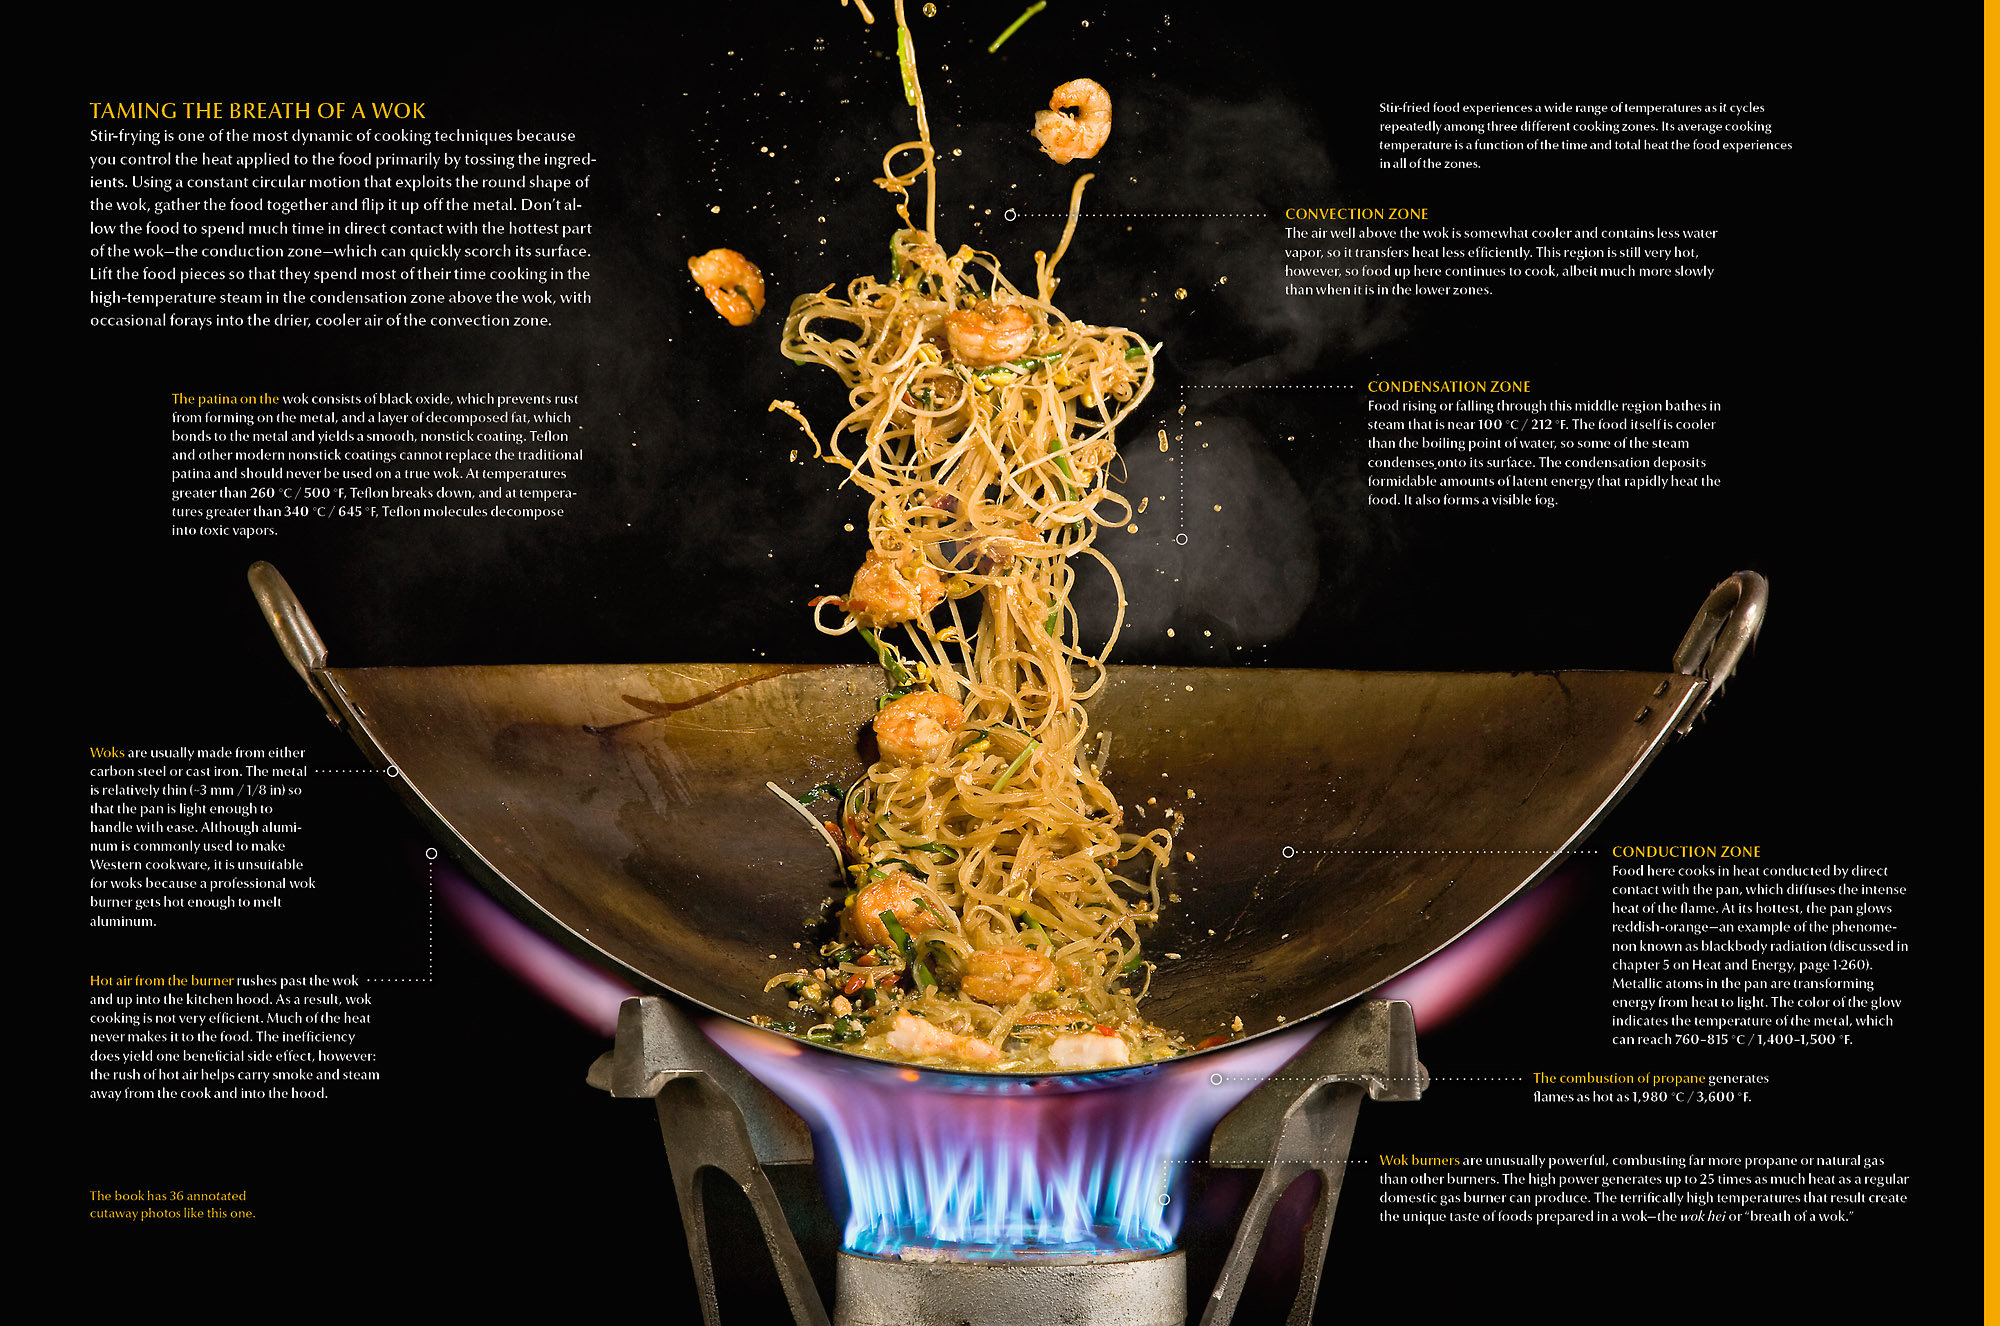 TAMING THE BREATH OF A WOK
Stir-frying is one of the most dynamic of cooking techniques because
you control the heat applied to the food primarily by tossing the ingred-
ients. Using a constant circular motion that exploits the round shape of
the wok, gather the food together and flip it up off the metal. Don't al-
low the food to spend much time in direct contact with the hottest part
of the wok—the conduction zone—which can quickly scorch its surface.
Lift the food pieces so that they spend most of their time cooking in the
high-temperature steam in the condensation zone above the wok, with
occasional forays into the drier, cooler air of the convection zone.
The patina on the wok consists of black oxide, which prevents rust
from forming on the metal, and a layer of decomposed fat, which
bonds to the metal and yields a smooth, nonstick coating. Teflon
and other modern nonstick coatings cannot replace the traditional
patina and should never be used on a true wok. At temperatures
greater than 260 °C / 500 °F, Teflon breaks down, and at tempera-
tures greater than 340 °C / 645 °F, Teflon molecules decompose
into toxic vapors.
Woks are usually made from either
carbon steel or cast iron. The metal
is relatively thin (~3 mm / 1/8 in) so
that the pan is light enough to
handle with ease. Although alumi-
num is commonly used to make
Western cookware, it is unsuitable
for woks because a professional wok
burner gets hot enough to melt
aluminum.
Hot air from the burner rushes past the wok
and up into the kitchen hood. As a result, wok
cooking is not very efficient. Much of the heat
never makes it to the food. The inefficiency
does yield one beneficial side effect, however:
the rush of hot air helps carry smoke and steam
away from the cook and into the hood.
The book has 36 annotated
cutaway photos like this one.
Stir-fried food experiences a wide range of temperatures as it cycles
repeatedly among three different cooking zones. Its average cooking
temperature is a function of the time and total heat the food experiences
in all of the zones.
CONVECTION ZONE
The air well above the wok is somewhat cooler and contains less water
vapor, so it transfers heat less efficiently. This region is still very hot,
however, so food up here continues to cook, albeit much more slowly
than when it is in the lower zones.
CONDENSATION ZONE
Food rising or falling through this middle region bathes in
steam that is near 100 °C / 212 °F. The food itself is cooler
than the boiling point of water, so some of the steam
condenses onto its surface. The condensation deposits
formidable amounts of latent energy that rapidly heat the
food. It also forms a visible fog.
CONDUCTION ZONE
Food here cooks in heat conducted by direct
contact with the pan, which diffuses the intense
heat of the flame. At its hottest, the pan glows
reddish-orange—an example of the phenome-
non known as blackbody radiation (discussed in
chapter 5 on Heat and Energy, page 1·260).
Metallic atoms in the pan are transforming
energy from heat to light. The color of the glow
indicates the temperature of the metal, which
can reach 760–815 °C / 1,400–1,500 °F.
The combustion of propane generates
flames as hot as 1,980 °C / 3,600 °F.
Wok burners are unusually powerful, combusting far more propane or natural gas
than other burners. The high power generates up to 25 times as much heat as a regular
domestic gas burner can produce. The terrifically high temperatures that result create
the unique taste of foods prepared in a wok—the wok hei or "breath of a wok."